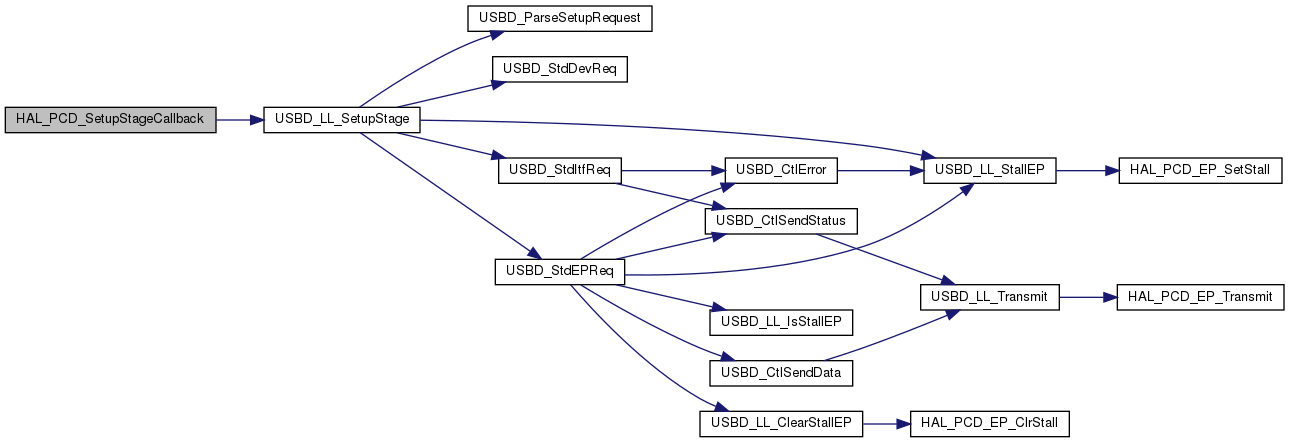 USBD_ParseSetupRequest
USBD_StdDevReq
HAL_PCD_SetupStageCallback
USBD_LL_SetupStage
USBD_StdItfReq
USBD_CtlError
USBD_LL_StallEP
HAL_PCD_EP_SetStall
USBD_CtlSendStatus
USBD_StdEPReq
USBD_LL_Transmit
HAL_PCD_EP_Transmit
USBD_LL_IsStallEP
USBD_CtlSendData
USBD_LL_ClearStallEP
HAL_PCD_EP_ClrStall